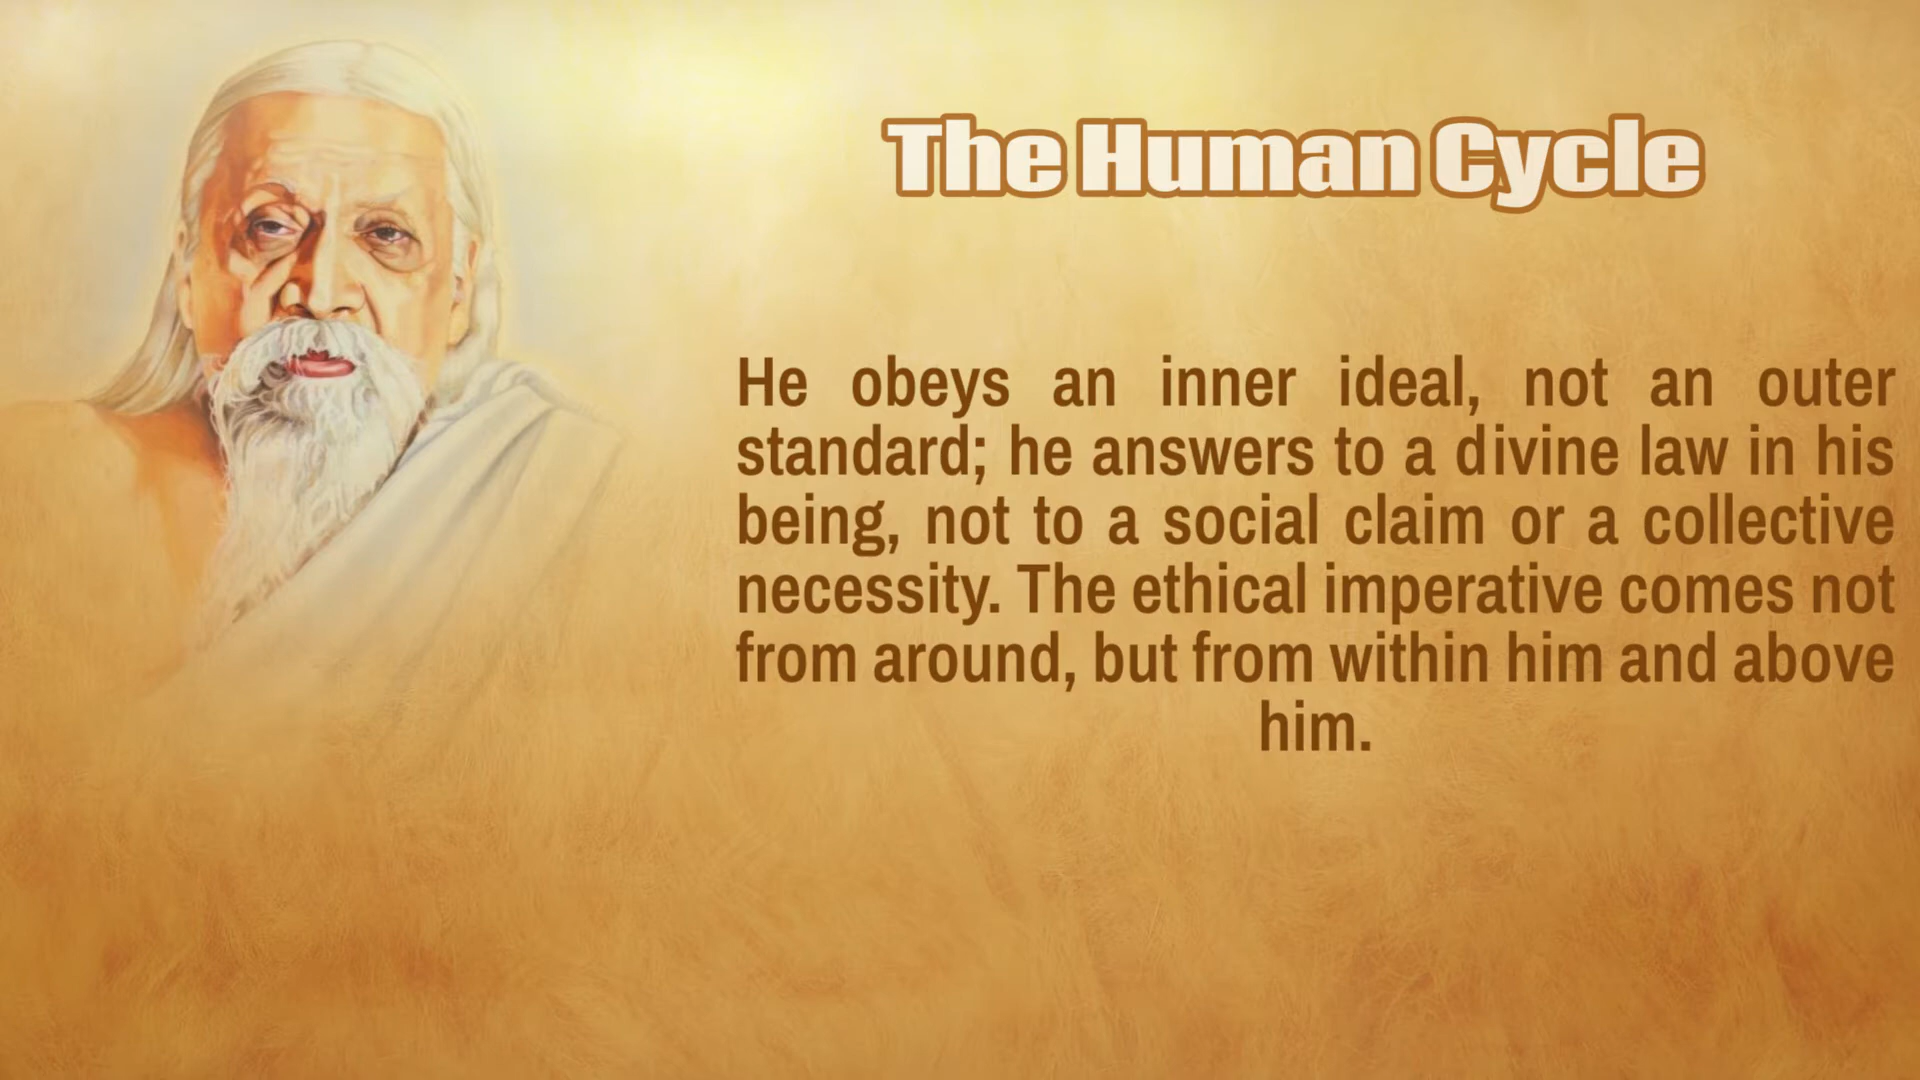 The Human Cycle
He obeys an inner ideal, not an outer
standard; he answers to a divine law in his
being, not to a social claim or a collective
necessity. The ethical imperative comes not
from around, but from within him and above
him.